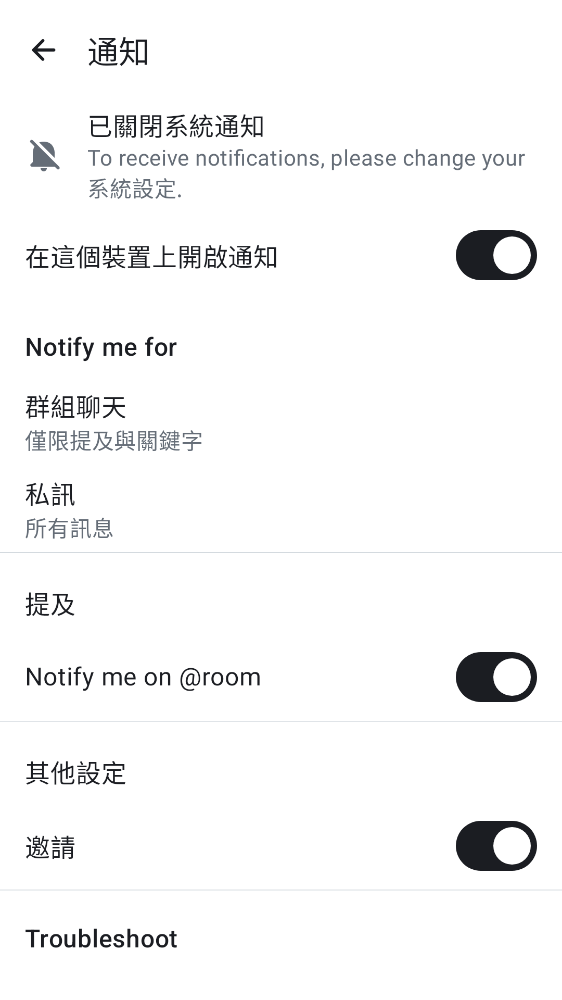 通知
已關閉系統通知
To receive notifications, please change your
系統設定.
在這個裝置上開啟通知
Notify me for
群組聊天
僅限提及與關鍵字
私訊
所有訊息
提及
Notify me on @room
其他設定
邀請
Troubleshoot